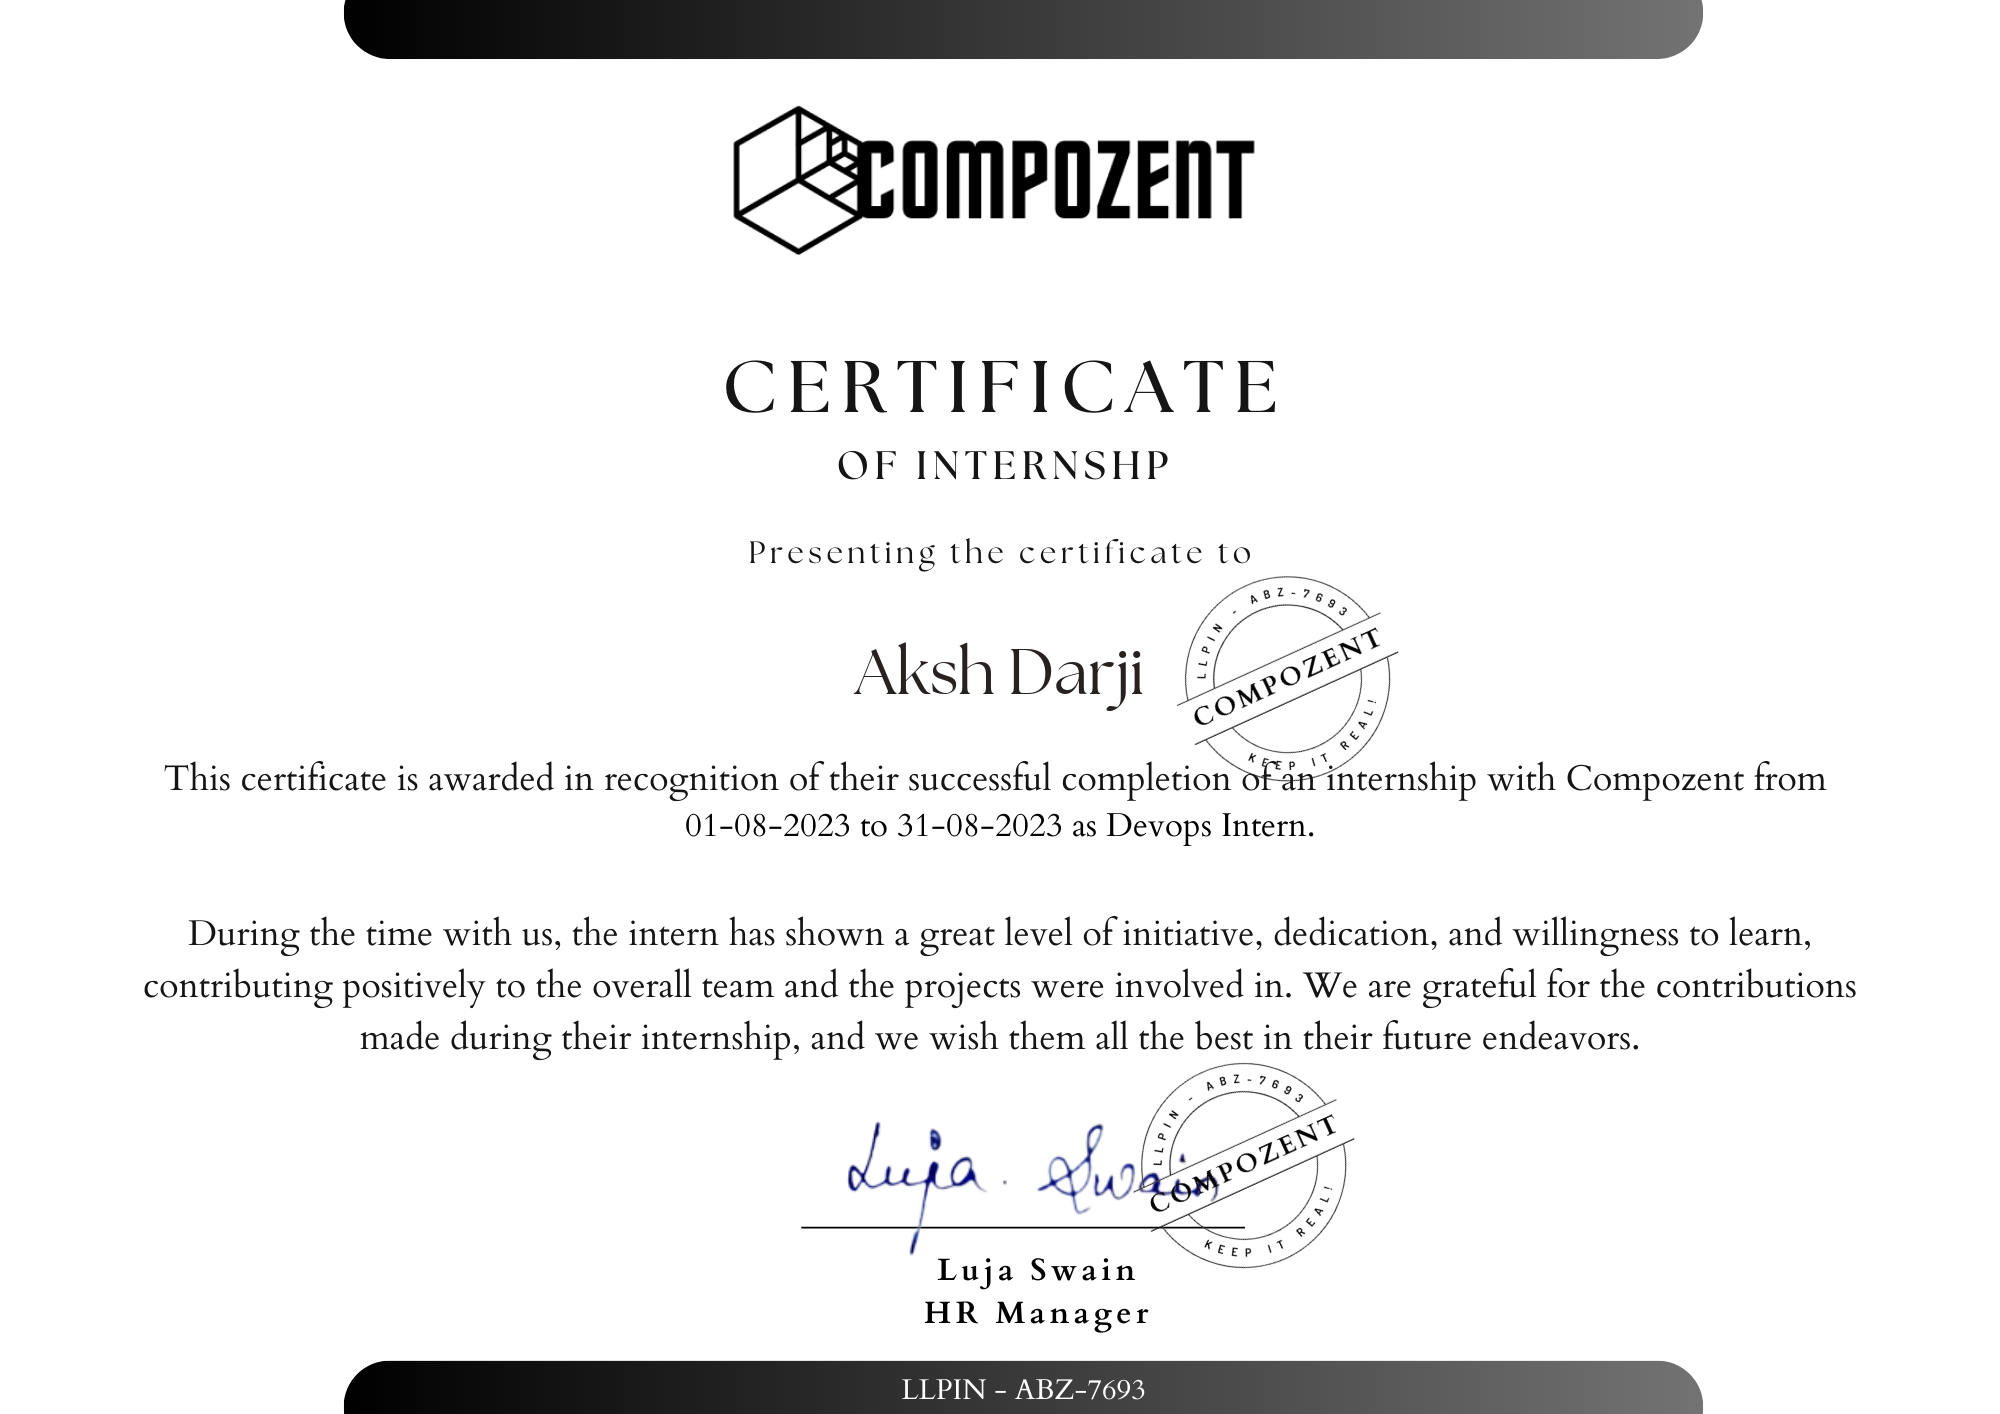 COMPOZENT
CERTIFICATE
OF INTERNSHP
Presenting the certificate to
Aksh Darji
LLPIN - ABZ-7693
COMPOZENT
KEEP IT REAL!
This certificate is awarded in recognition of their successful completion of an internship with Compozent from
01-08-2023 to 31-08-2023 as Devops Intern.
During the time with us, the intern has shown a great level of initiative, dedication, and willingness to learn,
contributing positively to the overall team and the projects were involved in. We are grateful for the contributions
made during their internship, and we wish them all the best in their future endeavors.
Luja. Swain
LLPIN - ABZ-7693
COMPOZENT
KEEP IT REAL!
Luja Swain
HR Manager
LLPIN - ABZ-7693